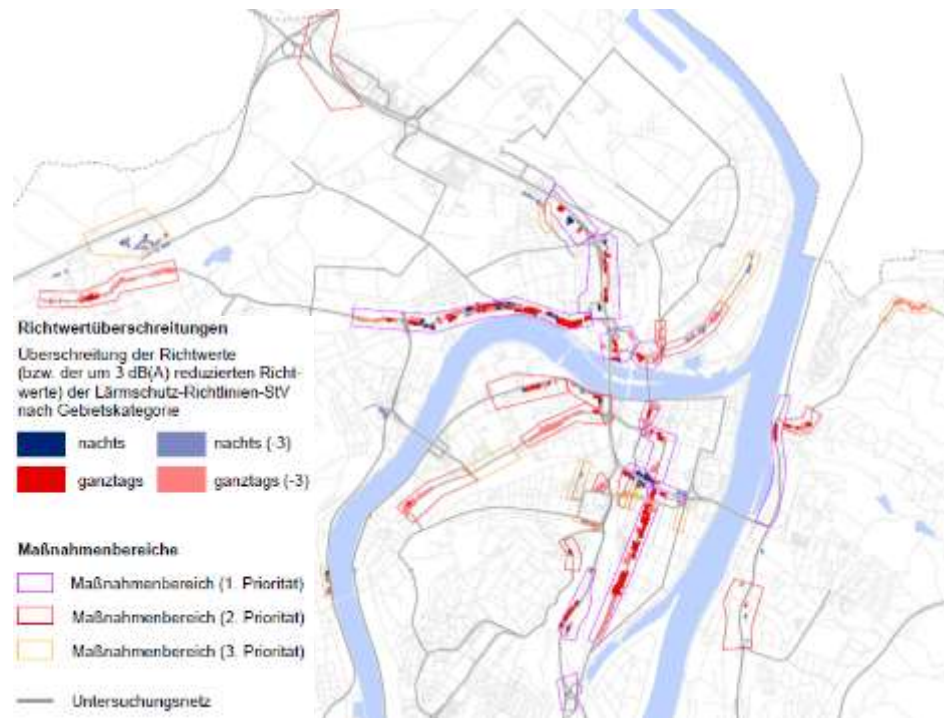 Richtwertüberschreitungen
Überschreitung der Richtwerte
(bzw. der um 3 dB(A) reduzierten Richt-
werte) der Lärmschutz-Richtlinien-StV
nach Gebietskategorie
nachts
nachts (-3)
ganztags
ganztags (-3)
Maßnahmenbereiche
Maßnahmenbereich (1. Priorität)
Maßnahmenbereich (2. Priorität)
Maßnahmenbereich (3. Priorität)
Untersuchungsnetz